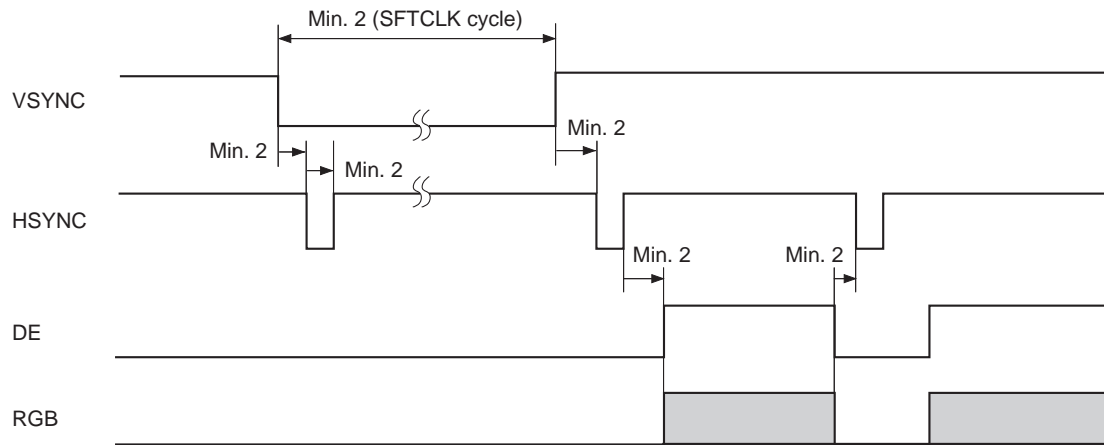 Min. 2 (SFTCLK cycle)
VSYNC
Min. 2
Min. 2
Min. 2
HSYNC
Min. 2
Min. 2
DE
RGB